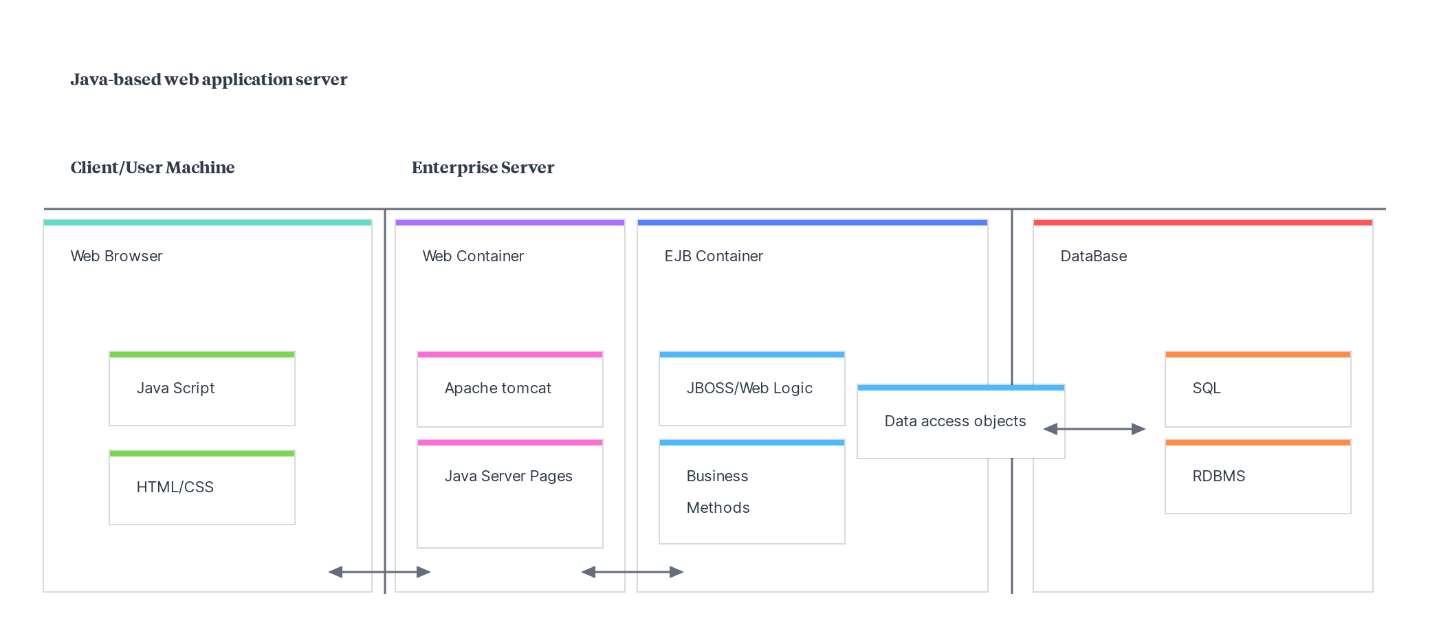 Java-based web application server
Client/User Machine
Enterprise Server
Web Browser
Java Script
HTML/CSS
Web Container
Apache tomcat
Java Server Pages
EJB Container
JBOSS/Web Logic
Business
Methods
Data access objects
DataBase
SQL
RDBMS